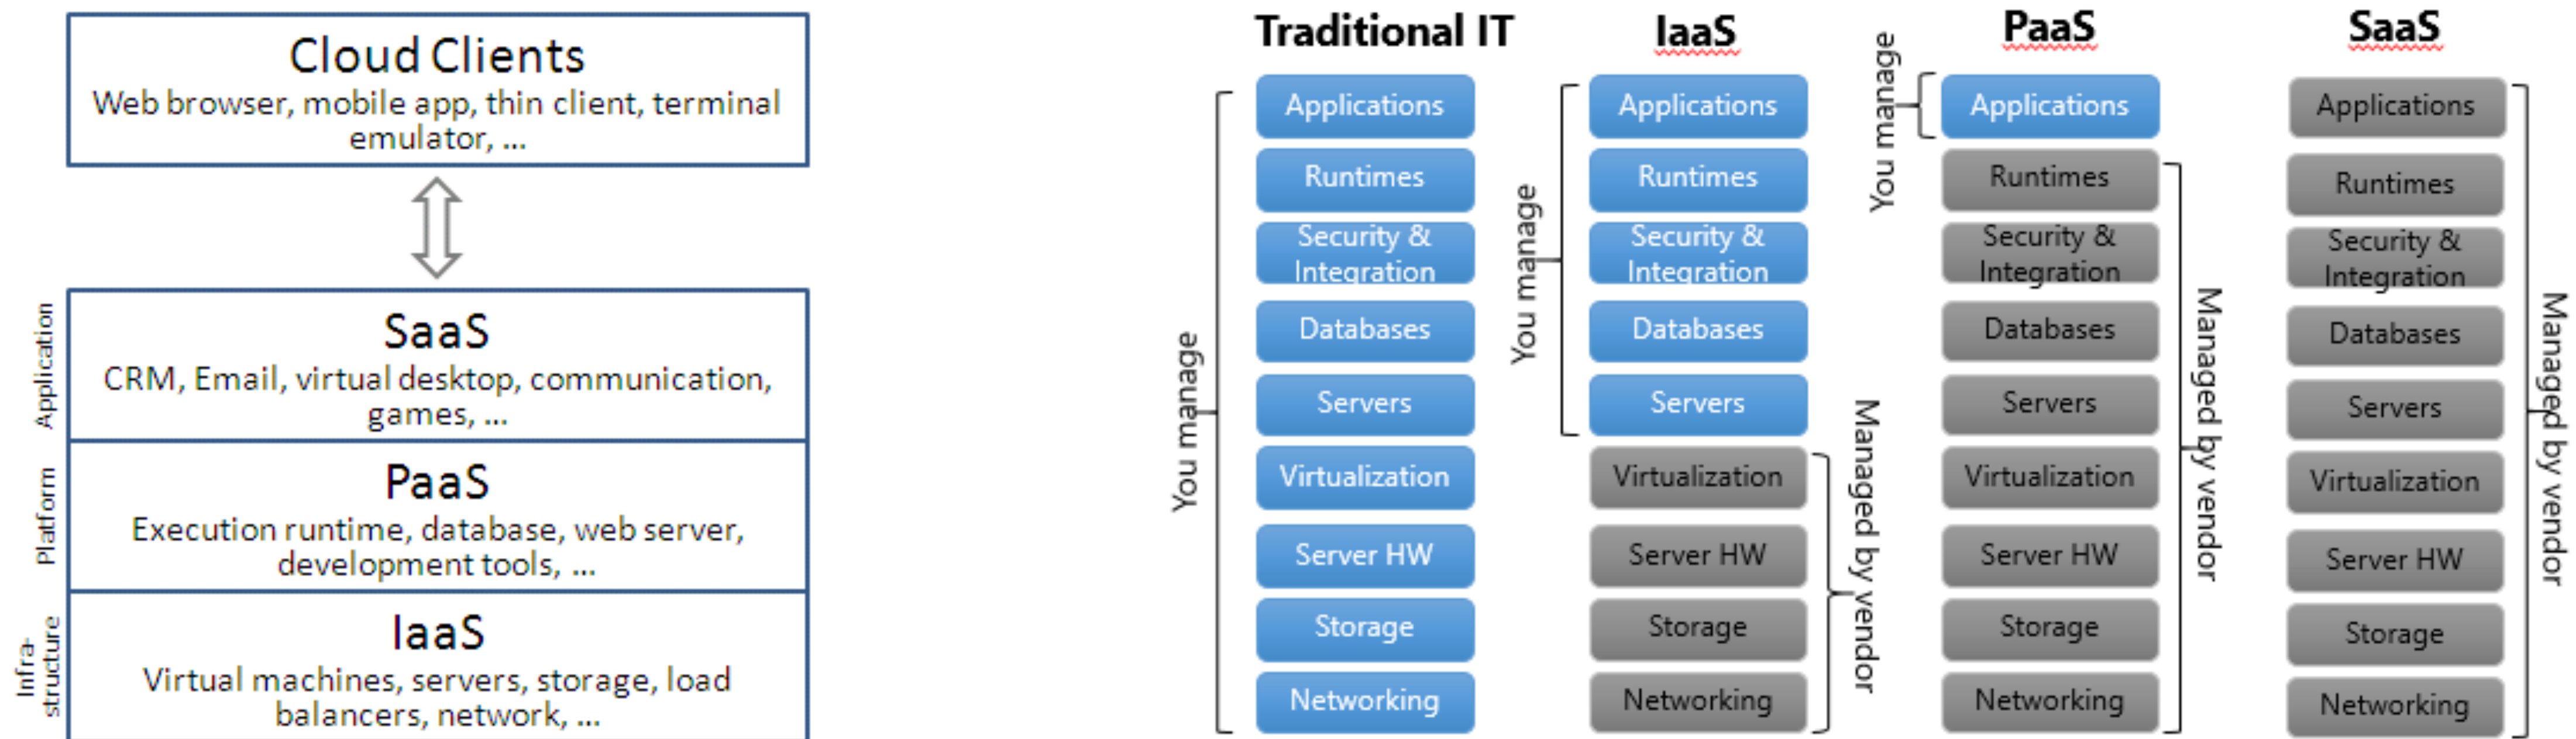 Cloud Clients
Web browser, mobile app, thin client, terminal
emulator, ...
Application
SaaS
CRM, Email, virtual desktop, communication,
games, ...
Platform
PaaS
Execution runtime, database, web server,
development tools, ...
Infra-
structure
IaaS
Virtual machines, servers, storage, load
balancers, network, ...
Traditional IT
You manage
Applications
Runtimes
Security &
Integration
Databases
Servers
Virtualization
Server HW
Storage
Networking
IaaS
You manage
Applications
Runtimes
Security &
Integration
Databases
Servers
Virtualization
Server HW
Storage
Networking
Managed by vendor
PaaS
You manage
Applications
Runtimes
Security &
Integration
Databases
Servers
Virtualization
Server HW
Storage
Networking
Managed by vendor
SaaS
Applications
Runtimes
Security &
Integration
Databases
Servers
Virtualization
Server HW
Storage
Networking
Managed by vendor